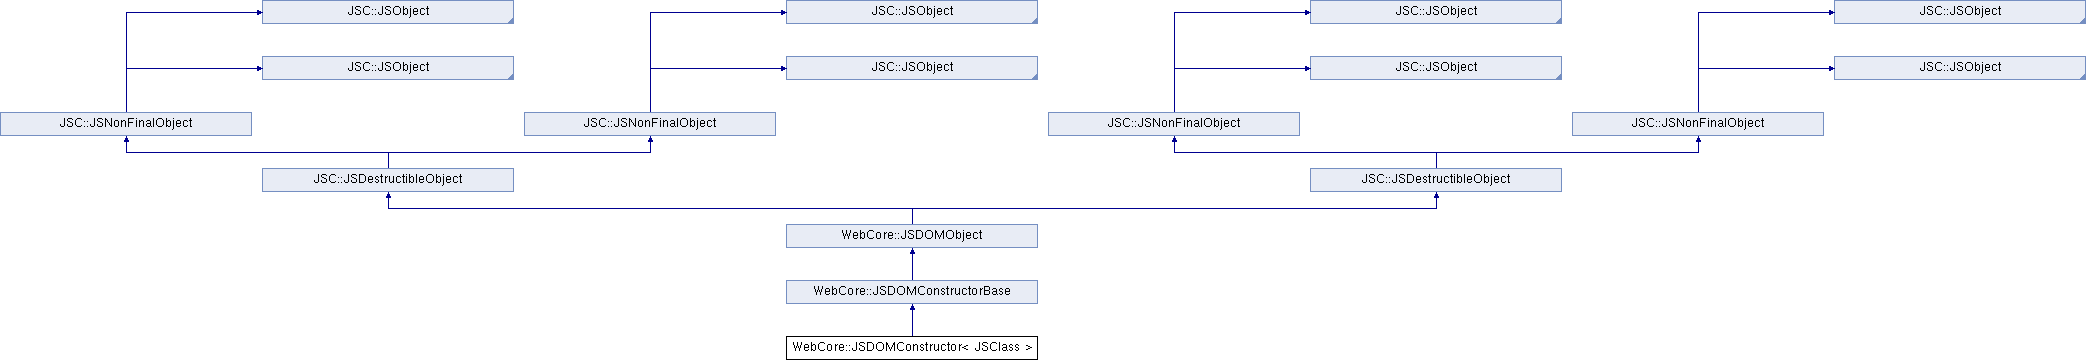 JSC::JSObject
JSC::JSObject
JSC::JSObject
JSC::JSObject
JSC::JSObject
JSC::JSObject
JSC::JSObject
JSC::JSObject
JSC::JSNonFinalObject
JSC::JSNonFinalObject
JSC::JSNonFinalObject
JSC::JSNonFinalObject
JSC::JSDestructibleObject
JSC::JSDestructibleObject
WebCore::JSDOMObject
WebCore::JSDOMConstructorBase
WebCore::JSDOMConstructor< JSClass >